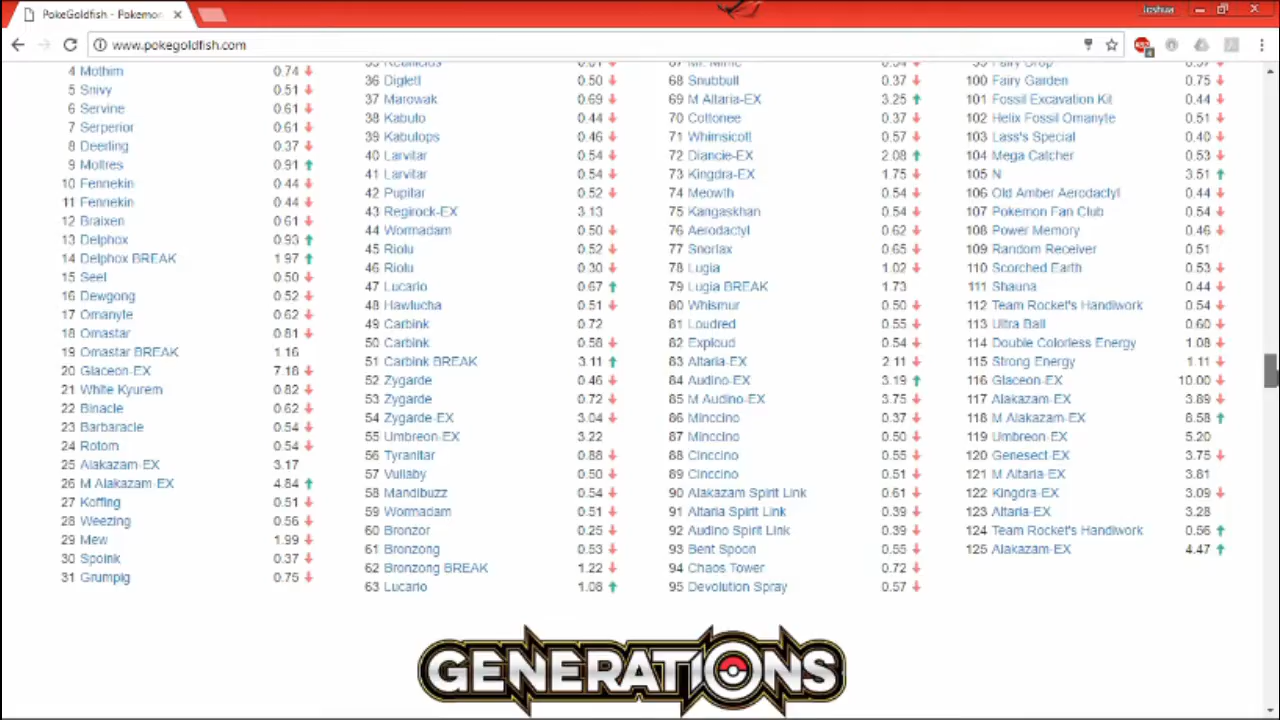 PokeGoldfish - Pokemon
Joshua
www.pokegoldfish.com
4 Mothim 0.74
5 Snivy 0.51
6 Servine 0.61
7 Serperior 0.61
8 Deerling 0.37
9 Moltres 0.91
10 Fennekin 0.44
11 Fennekin 0.44
12 Braixen 0.61
13 Delphox 0.93
14 Delphox BREAK 1.97
15 Seel 0.50
16 Dewgong 0.52
17 Omanyte 0.62
18 Omastar 0.81
19 Omastar BREAK 1.16
20 Glaceon-EX 7.18
21 White Kyurem 0.82
22 Binacle 0.62
23 Barbaracle 0.54
24 Rotom 0.54
25 Alakazam-EX 3.17
26 M Alakazam-EX 4.84
27 Koffing 0.51
28 Weezing 0.56
29 Mew 1.99
30 Spoink 0.37
31 Grumpig 0.75
36 Diglett 0.50
37 Marowak 0.69
38 Kabuto 0.44
39 Kabutops 0.46
40 Larvitar 0.54
41 Larvitar 0.54
42 Pupitar 0.52
43 Regirock-EX 3.13
44 Wormadam 0.50
45 Riolu 0.52
46 Riolu 0.30
47 Lucario 0.67
48 Hawlucha 0.51
49 Carbink 0.72
50 Carbink 0.58
51 Carbink BREAK 3.11
52 Zygarde 0.46
53 Zygarde 0.72
54 Zygarde-EX 3.04
55 Umbreon-EX 3.22
56 Tyranitar 0.88
57 Vullaby 0.50
58 Mandibuzz 0.54
59 Wormadam 0.51
60 Bronzor 0.25
61 Bronzong 0.53
62 Bronzong BREAK 1.22
63 Lucario 1.08
68 Snubbull 0.37
69 M Altaria-EX 3.25
70 Cottonee 0.37
71 Whimsicott 0.57
72 Diancie-EX 2.08
73 Kingdra-EX 1.75
74 Meowth 0.54
75 Kangaskhan 0.54
76 Aerodactyl 0.62
77 Snorlax 0.65
78 Lugia 1.02
79 Lugia BREAK 1.73
80 Whismur 0.50
81 Loudred 0.55
82 Exploud 0.54
83 Altaria-EX 2.11
84 Audino-EX 3.19
85 M Audino-EX 3.75
86 Minccino 0.37
87 Minccino 0.50
88 Cinccino 0.55
89 Cinccino 0.51
90 Alakazam Spirit Link 0.61
91 Altaria Spirit Link 0.39
92 Audino Spirit Link 0.39
93 Bent Spoon 0.55
94 Chaos Tower 0.72
95 Devolution Spray 0.57
100 Fairy Garden 0.75
101 Fossil Excavation Kit 0.44
102 Helix Fossil Omanyte 0.51
103 Lass's Special 0.40
104 Mega Catcher 0.53
105 N 3.51
106 Old Amber Aerodactyl 0.44
107 Pokemon Fan Club 0.54
108 Power Memory 0.46
109 Random Receiver 0.51
110 Scorched Earth 0.53
111 Shauna 0.44
112 Team Rocket's Handiwork 0.54
113 Ultra Ball 0.60
114 Double Colorless Energy 1.08
115 Strong Energy 1.11
116 Glaceon-EX 10.00
117 Alakazam-EX 3.89
118 M Alakazam-EX 8.58
119 Umbreon-EX 5.20
120 Genesect-EX 3.75
121 M Altaria-EX 3.81
122 Kingdra-EX 3.09
123 Altaria-EX 3.28
124 Team Rocket's Handiwork 0.56
125 Alakazam-EX 4.47
GENERATIONS